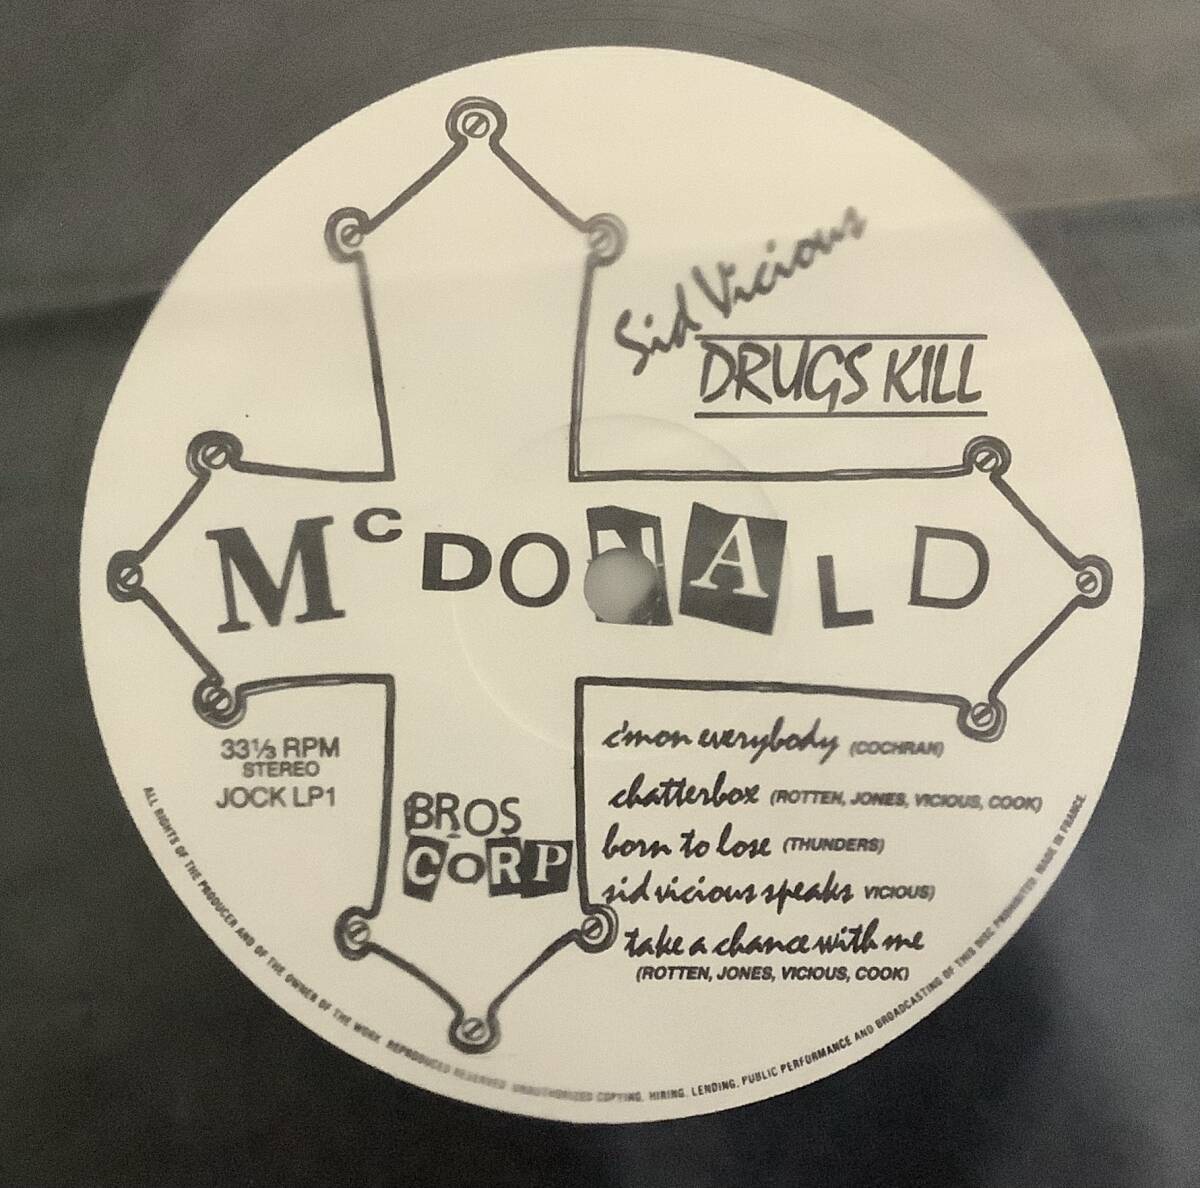 Sid Vicious
DRUGS KILL
McDONALD
33⅓ RPM
STEREO
JOCK LP1
BROS
CORP
c'mon everybody (COCHRAN)
chatterbox (ROTTEN, JONES, VICIOUS, COOK)
born to lose (THUNDERS)
sid vicious speaks VICIOUS)
take a chance with me
(ROTTEN, JONES, VICIOUS, COOK)
ALL RIGHTS OF THE PRODUCER AND OF THE OWNER OF THE WORK REPRODUCED RESERVED UNAUTHORIZED COPYING, HIRING, LENDING, PUBLIC PERFORMANCE AND BROADCASTING OF THIS DISC PROHIBITED MADE IN FRANCE